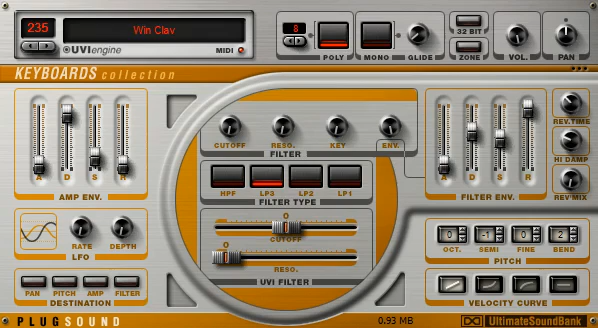 235
Win Clav
UVIengine
MIDI
8
POLY
MONO
GLIDE
32 BIT
ZONE
VOL.
PAN
KEYBOARDS collection
CUTOFF
RESO.
KEY
ENV.
FILTER
HPF
LP3
LP2
LP1
FILTER TYPE
0
CUTOFF
0
RESO.
UVI FILTER
A
D
S
R
AMP ENV.
RATE
DEPTH
LFO
PAN
PITCH
AMP
FILTER
DESTINATION
A
D
S
R
FILTER ENV.
REV.TIME
HI DAMP
REV'MIX
0
-1
0
2
OCT.
SEMI
FINE
BEND
PITCH
VELOCITY CURVE
PLUGSOUND
0.93 MB
UltimateSoundBank